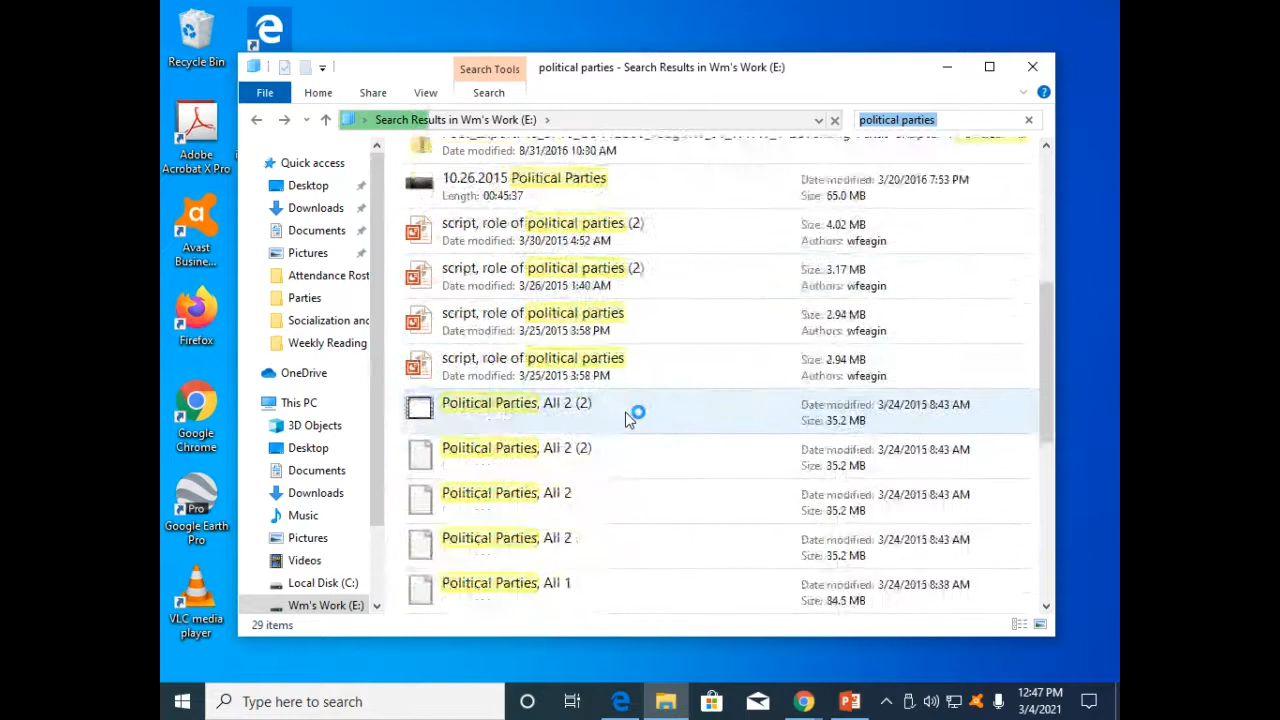 Recycle Bin
Adobe
Acrobat X Pro
Avast
Busine...
Firefox
Google
Chrome
Google Earth
Pro
VLC media
player
Search Tools
political parties - Search Results in Wm's Work (E:)
File
Home
Share
View
Search
Search Results in Wm's Work (E:)
political parties
Quick access
Desktop
Downloads
Documents
Pictures
Attendance Rost
Parties
Socialization and
Weekly Reading
OneDrive
This PC
3D Objects
Desktop
Documents
Downloads
Music
Pictures
Videos
Local Disk (C:)
Wm's Work (E:)
Date modified: 8/31/2016 10:30 AM
10.26.2015 Political Parties
Length: 00:45:37
Date modified: 3/20/2016 7:53 PM
Size: 65.0 MB
script, role of political parties (2)
Date modified: 3/30/2015 4:52 AM
Size: 4.02 MB
Authors: wfeagin
script, role of political parties (2)
Date modified: 3/26/2015 1:40 AM
Size: 3.17 MB
Authors: wfeagin
script, role of political parties
Date modified: 3/25/2015 3:58 PM
Size: 2.94 MB
Authors: wfeagin
script, role of political parties
Date modified: 3/25/2015 3:58 PM
Size: 2.94 MB
Authors: wfeagin
Political Parties, All 2 (2)
Date modified: 3/24/2015 8:43 AM
Size: 35.2 MB
Political Parties, All 2 (2)
Date modified: 3/24/2015 8:43 AM
Size: 35.2 MB
Political Parties, All 2
Date modified: 3/24/2015 8:43 AM
Size: 35.2 MB
Political Parties, All 2
Date modified: 3/24/2015 8:43 AM
Size: 35.2 MB
Political Parties, All 1
Date modified: 3/24/2015 8:38 AM
Size: 84.5 MB
29 items
Type here to search
12:47 PM
3/4/2021